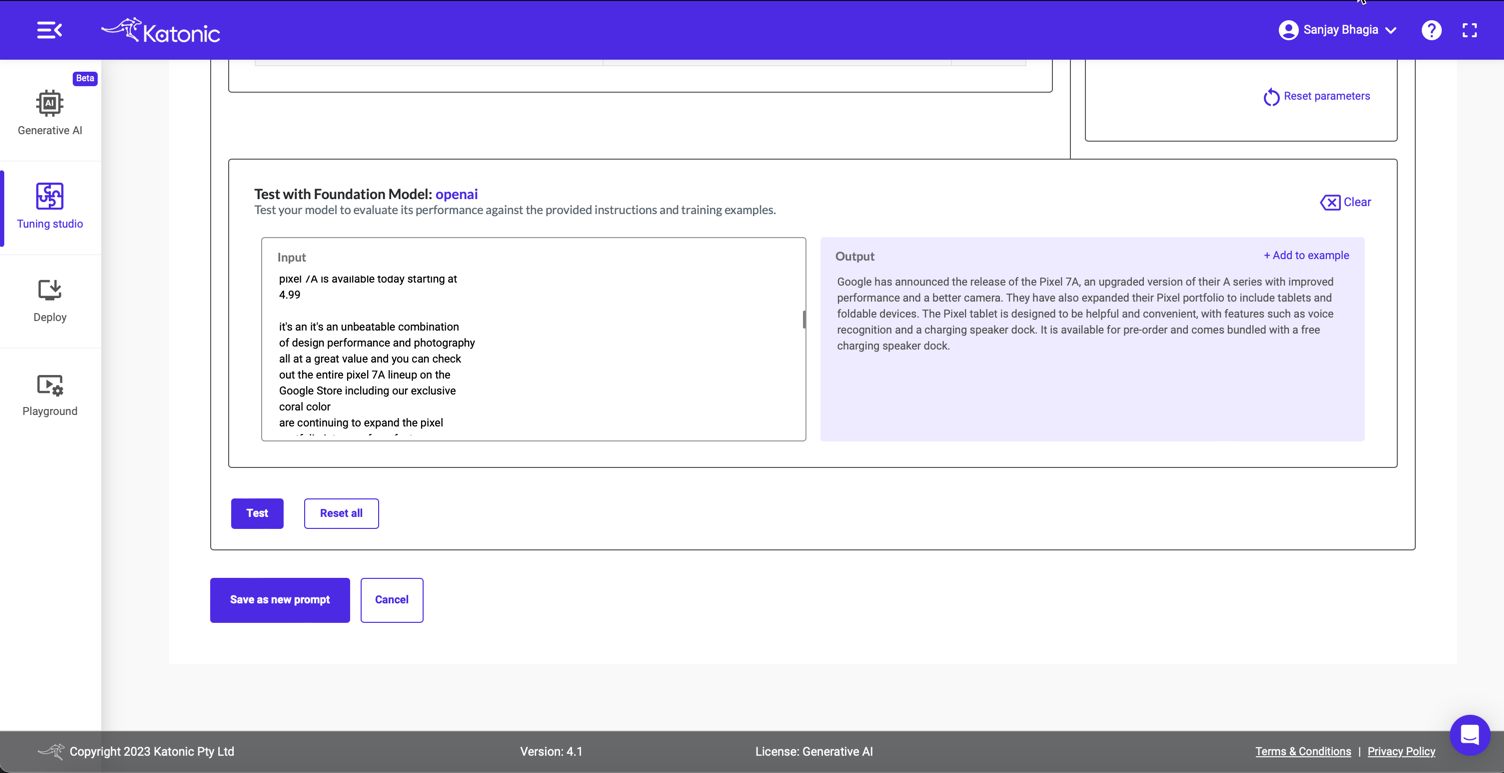 Katonic
Sanjay Bhagia
Beta
Generative AI
Tuning studio
Deploy
Playground
Reset parameters
Test with Foundation Model: openai
Test your model to evaluate its performance against the provided instructions and training examples.
Clear
Input
pixel 7A is available today starting at
4.99
it's an it's an unbeatable combination
of design performance and photography
all at a great value and you can check
out the entire pixel 7A lineup on the
Google Store including our exclusive
coral color
are continuing to expand the pixel
Output
+ Add to example
Google has announced the release of the Pixel 7A, an upgraded version of their A series with improved
performance and a better camera. They have also expanded their Pixel portfolio to include tablets and
foldable devices. The Pixel tablet is designed to be helpful and convenient, with features such as voice
recognition and a charging speaker dock. It is available for pre-order and comes bundled with a free
charging speaker dock.
Test
Reset all
Save as new prompt
Cancel
Copyright 2023 Katonic Pty Ltd
Version: 4.1
License: Generative AI
Terms & Conditions | Privacy Policy